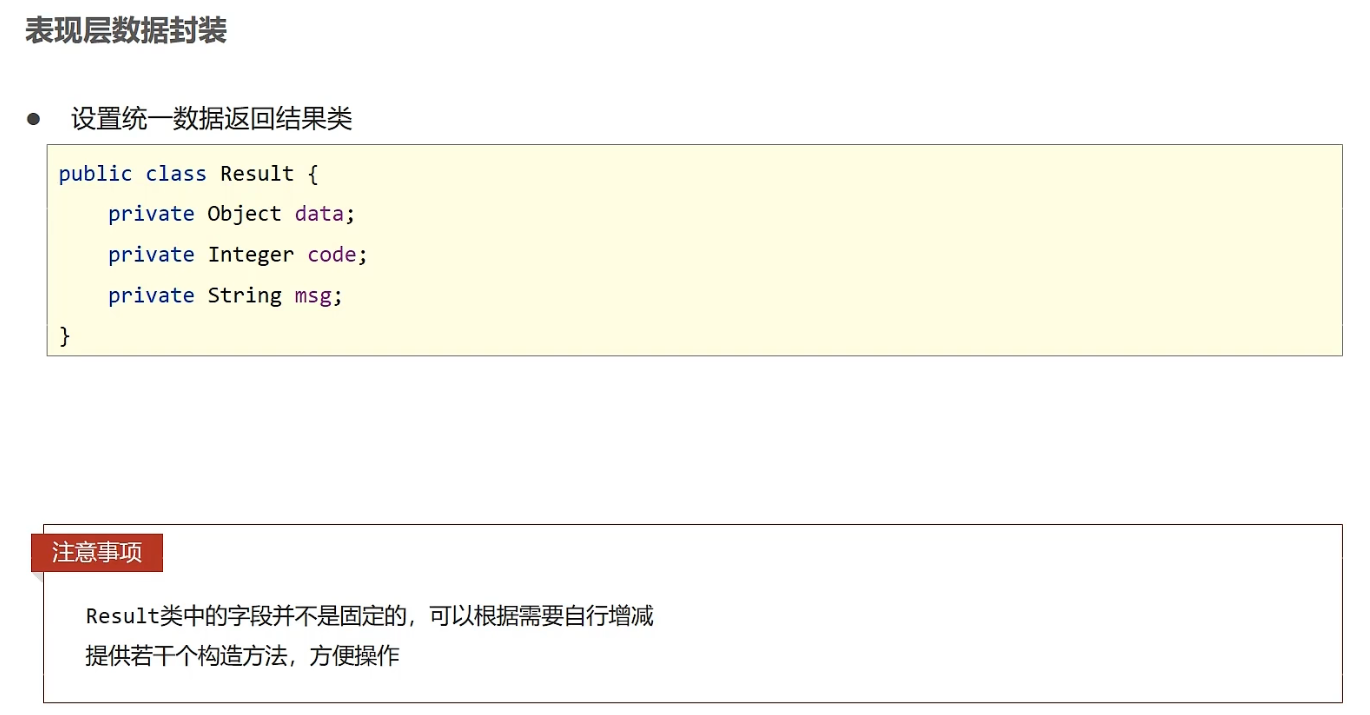 表现层数据封装
● 设置统一数据返回结果类
public class Result {
    private Object data;
    private Integer code;
    private String msg;
}
注意事项
Result类中的字段并不是固定的，可以根据需要自行增减
提供若干个构造方法，方便操作